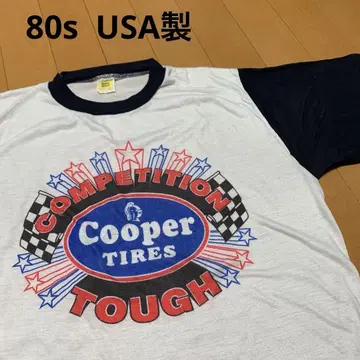 80s USA製
COMPETITION
Cooper
TIRES
TOUGH